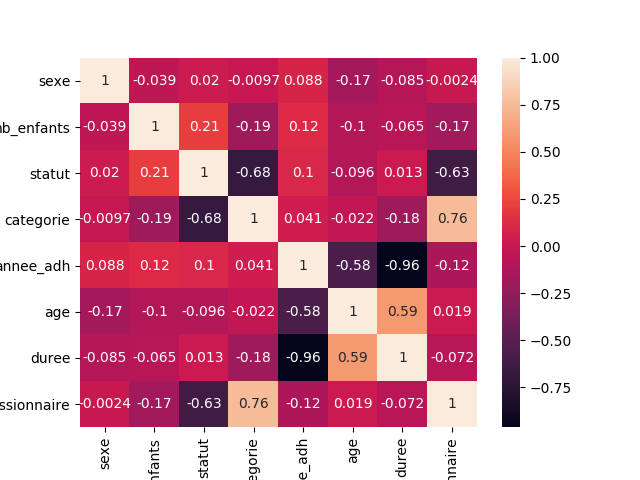 sexe 1 -0.039 0.02 -0.0097 0.088 -0.17 -0.085 -0.0024
nb_enfants -0.039 1 0.21 -0.19 0.12 -0.1 -0.065 -0.17
statut 0.02 0.21 1 -0.68 0.1 -0.096 0.013 -0.63
categorie -0.0097 -0.19 -0.68 1 0.041 -0.022 -0.18 0.76
annee_adh 0.088 0.12 0.1 0.041 1 -0.58 -0.96 -0.12
age -0.17 -0.1 -0.096 -0.022 -0.58 1 0.59 0.019
duree -0.085 -0.065 0.013 -0.18 -0.96 0.59 1 -0.072
ssionnaire -0.0024 -0.17 -0.63 0.76 -0.12 0.019 -0.072 1
sexe
nfants
statut
egorie
e_adh
age
duree
nnaire
1.00
0.75
0.50
0.25
0.00
−0.25
−0.50
−0.75